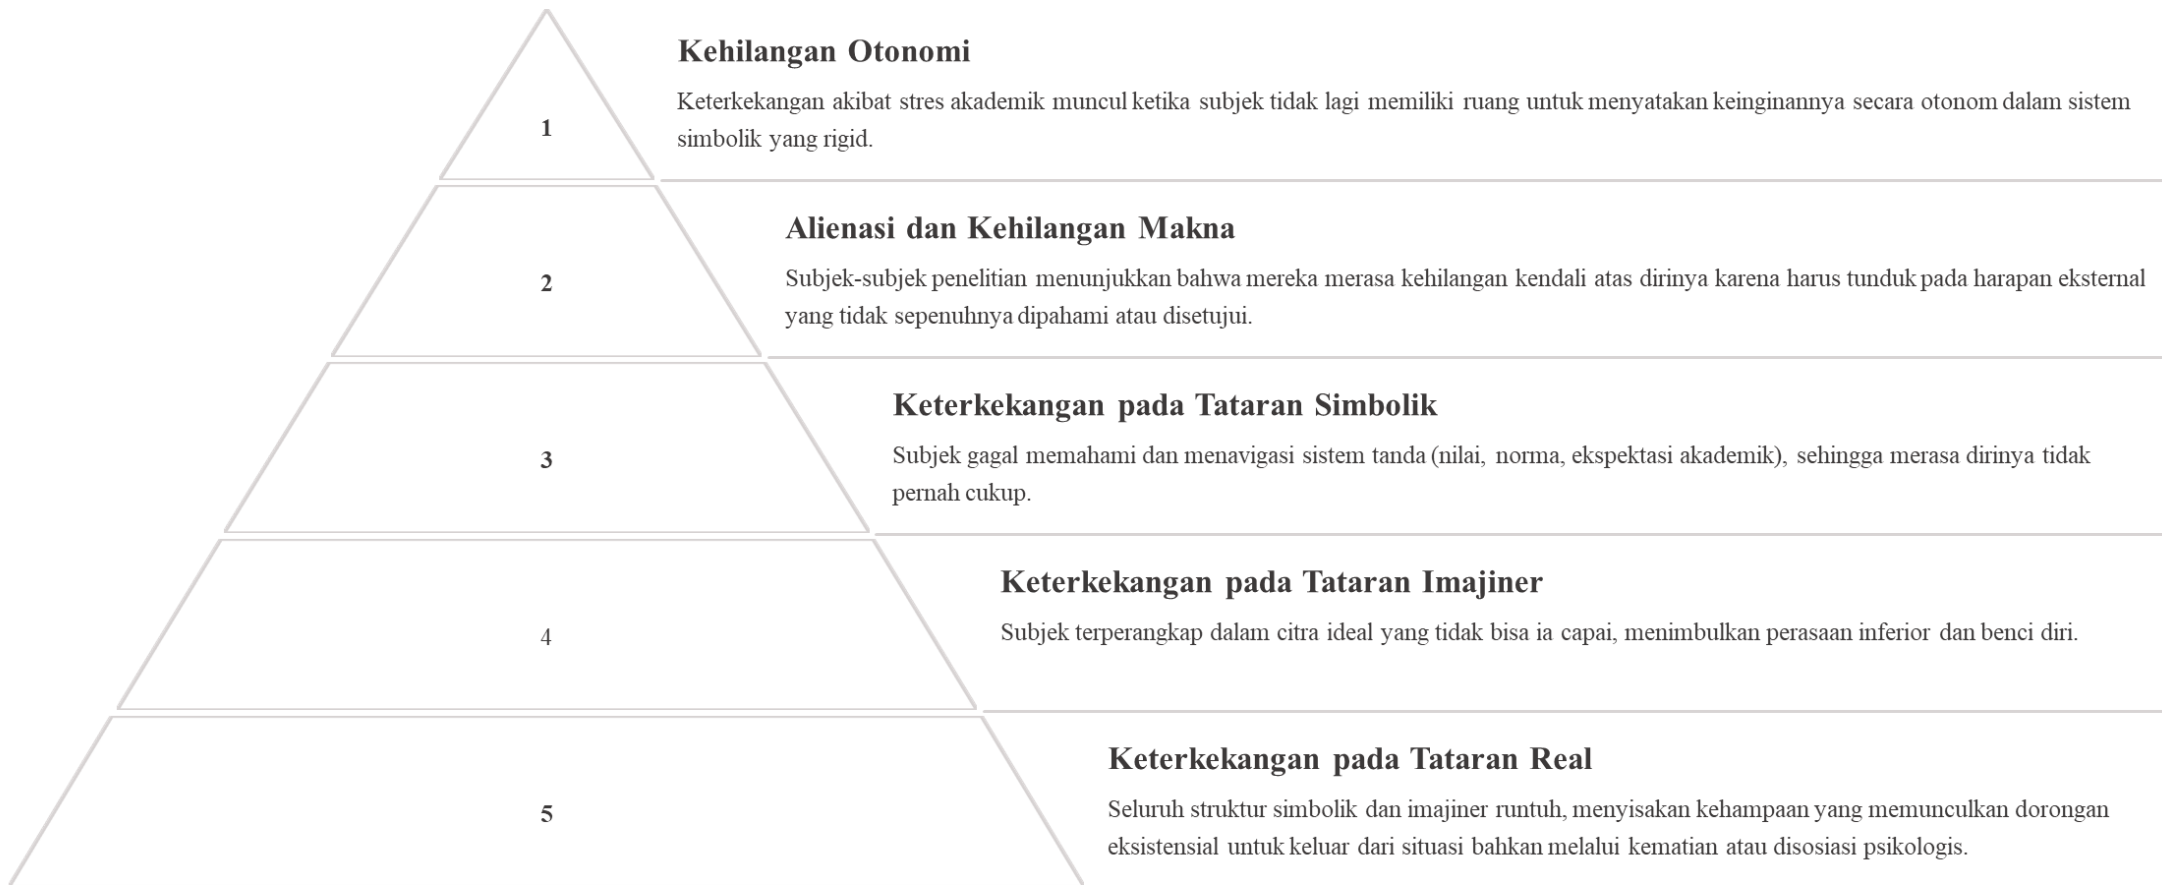 Kehilangan Otonomi
Keterkekangan akibat stres akademik muncul ketika subjek tidak lagi memiliki ruang untuk menyatakan keinginannya secara otonom dalam sistem
simbolik yang rigid.
1
Alienasi dan Kehilangan Makna
Subjek-subjek penelitian menunjukkan bahwa mereka merasa kehilangan kendali atas dirinya karena harus tunduk pada harapan eksternal
yang tidak sepenuhnya dipahami atau disetujui.
2
Keterkekangan pada Tataran Simbolik
Subjek gagal memahami dan menavigasi sistem tanda (nilai, norma, ekspektasi akademik), sehingga merasa dirinya tidak
pernah cukup.
3
Keterkekangan pada Tataran Imajiner
Subjek terperangkap dalam citra ideal yang tidak bisa ia capai, menimbulkan perasaan inferior dan benci diri.
4
Keterkekangan pada Tataran Real
Seluruh struktur simbolik dan imajiner runtuh, menyisakan kehampaan yang memunculkan dorongan
eksistensial untuk keluar dari situasi bahkan melalui kematian atau disosiasi psikologis.
5